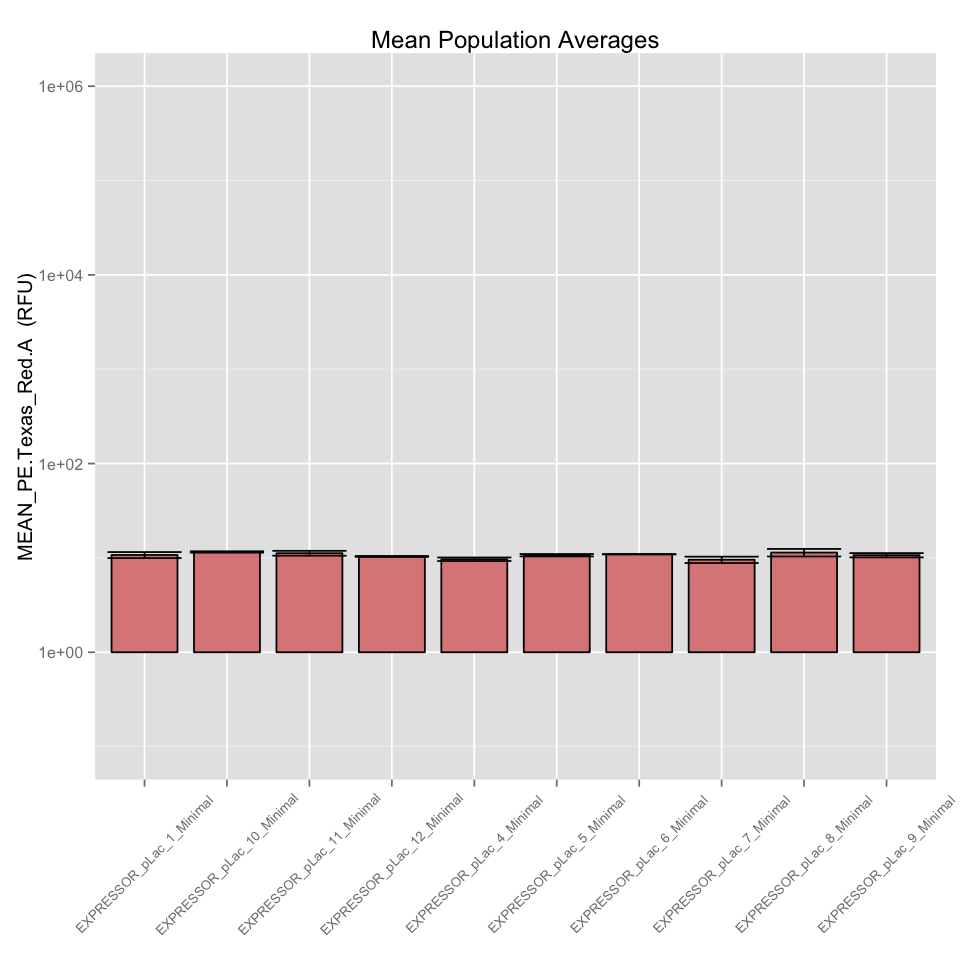 Mean Population Averages
MEAN_PE.Texas_Red.A (RFU)
1e+06
1e+04
1e+02
1e+00
EXPRESSOR_pLac_1_Minimal
EXPRESSOR_pLac_10_Minimal
EXPRESSOR_pLac_11_Minimal
EXPRESSOR_pLac_12_Minimal
EXPRESSOR_pLac_4_Minimal
EXPRESSOR_pLac_5_Minimal
EXPRESSOR_pLac_6_Minimal
EXPRESSOR_pLac_7_Minimal
EXPRESSOR_pLac_8_Minimal
EXPRESSOR_pLac_9_Minimal